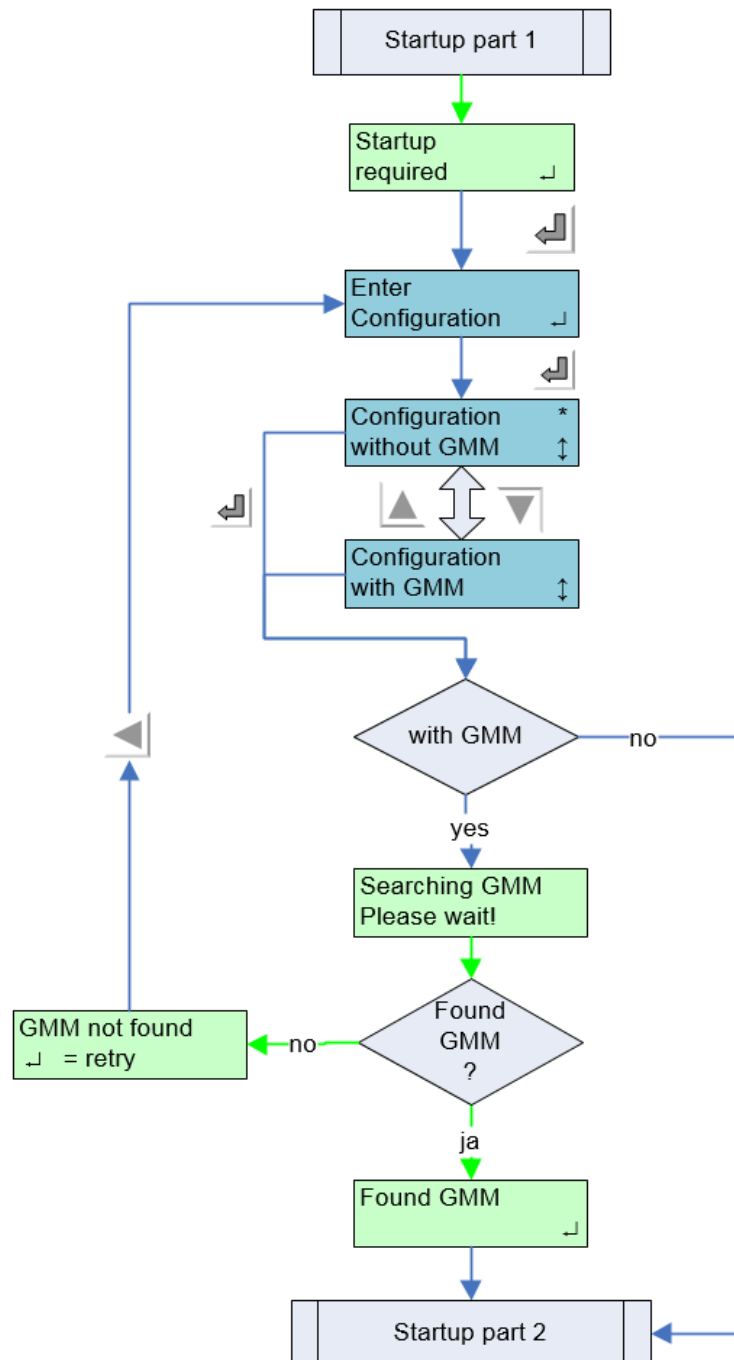 Startup part 1
Startup
required ↵
Enter
Configuration ↵
Configuration *
without GMM ↕
Configuration
with GMM ↕
with GMM
no
yes
Searching GMM
Please wait!
Found
GMM
?
no
GMM not found
↵ = retry
ja
Found GMM
↵
Startup part 2